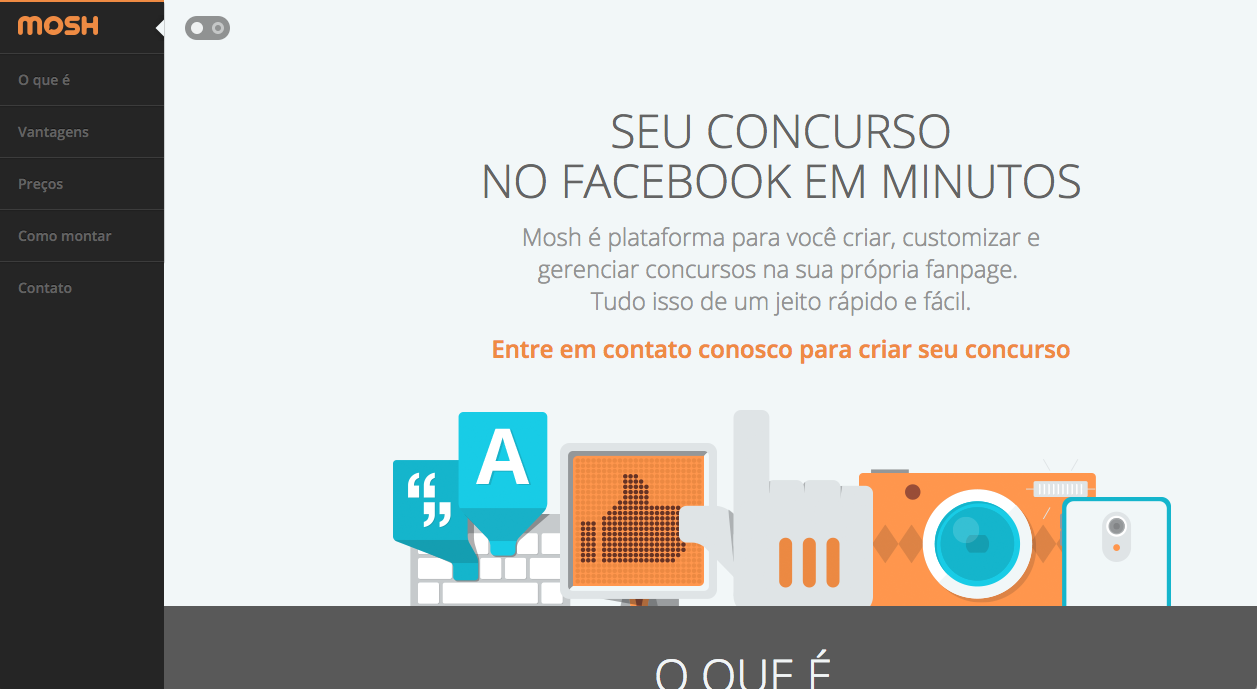 MOSH
O que é
Vantagens
Preços
Como montar
Contato
SEU CONCURSO
NO FACEBOOK EM MINUTOS
Mosh é plataforma para você criar, customizar e
gerenciar concursos na sua própria fanpage.
Tudo isso de um jeito rápido e fácil.
Entre em contato conosco para criar seu concurso
A
O QUE É